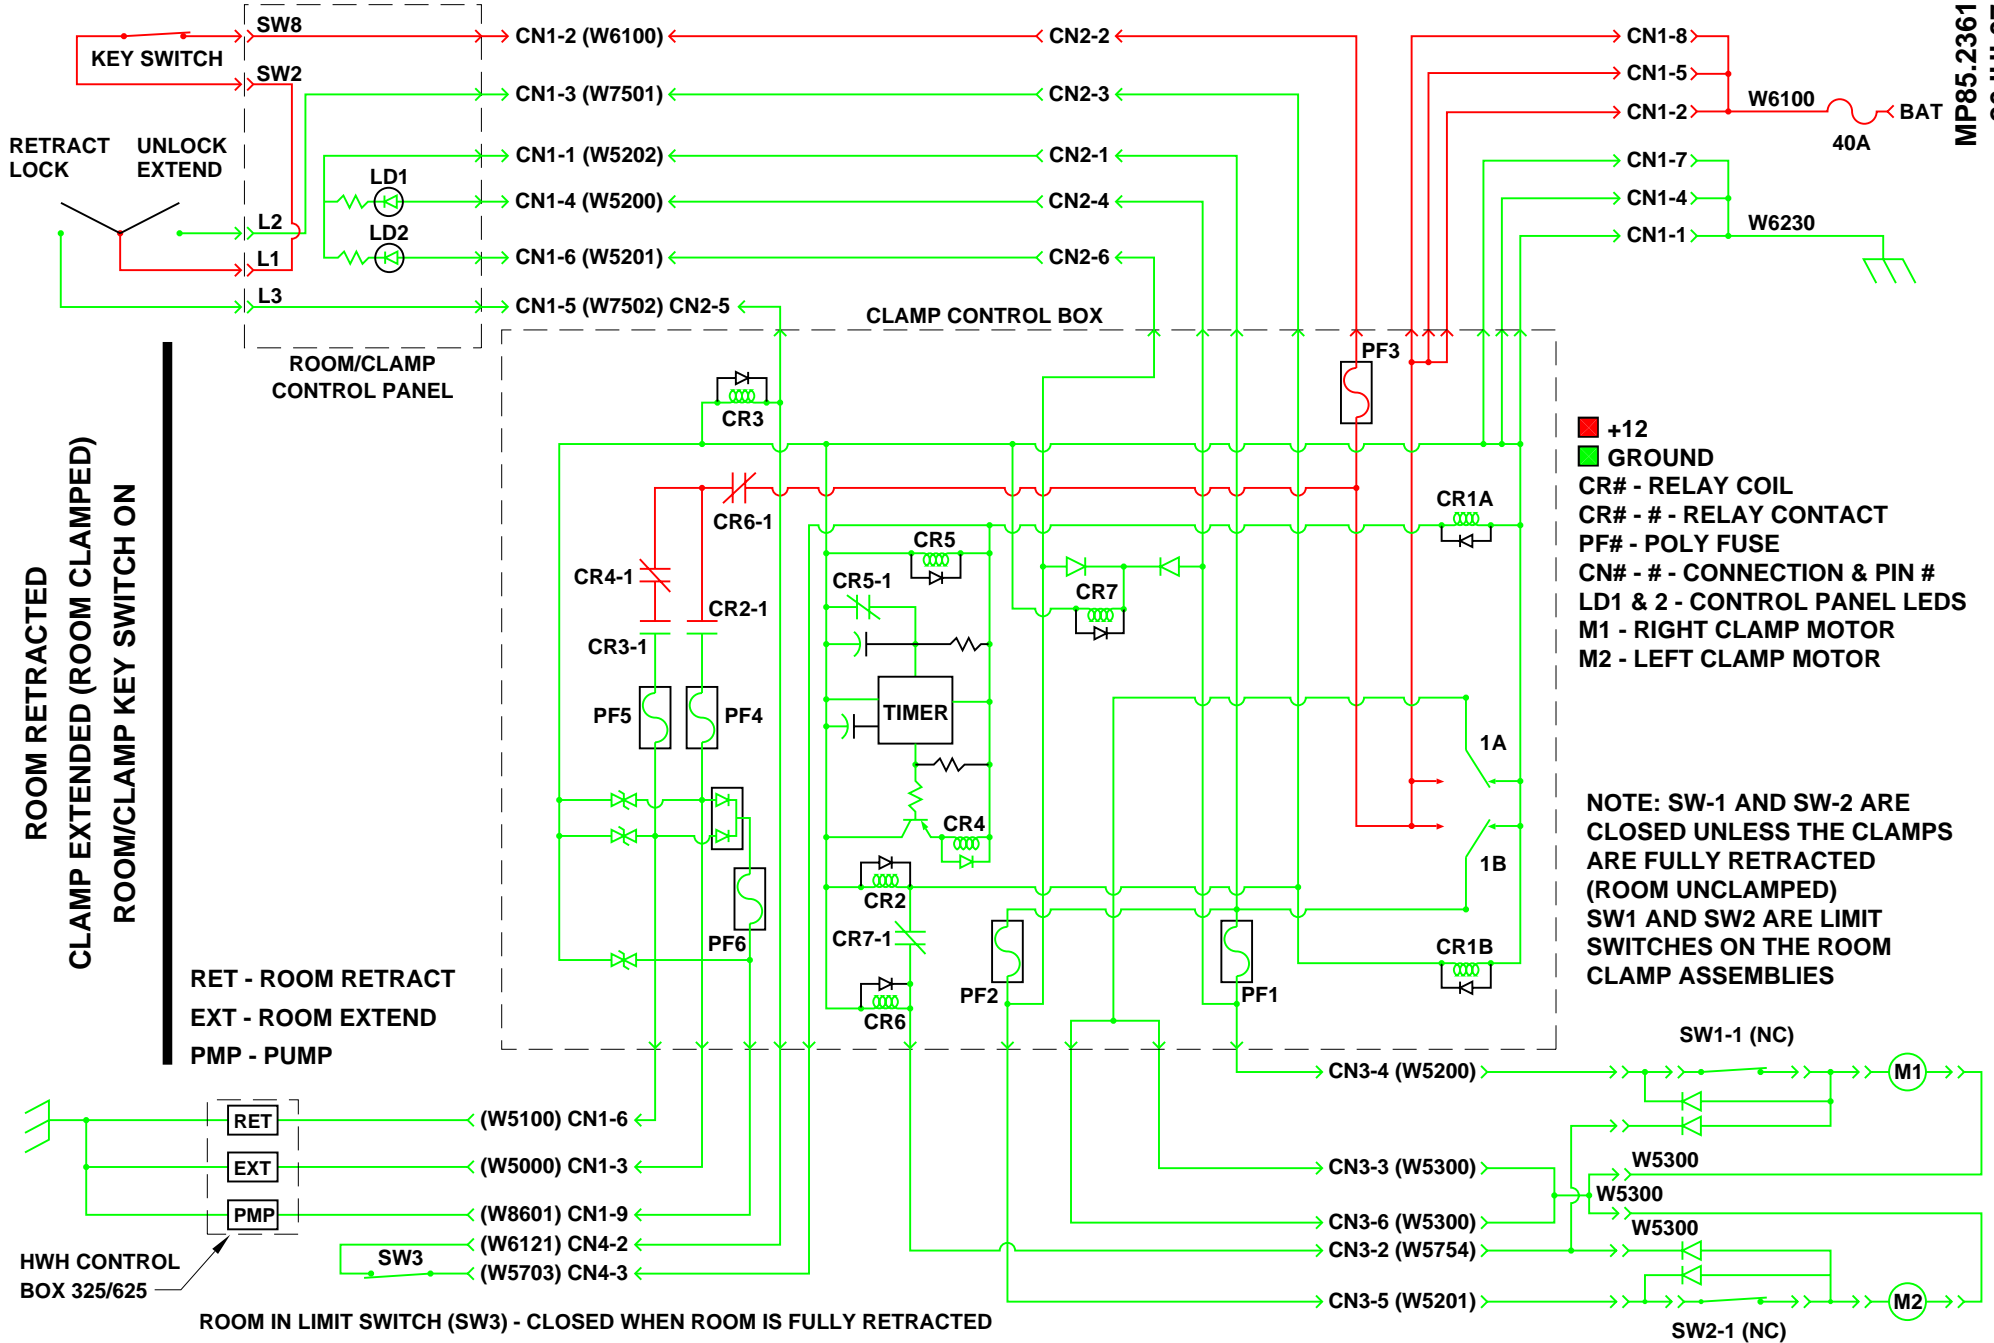 SW8
KEY SWITCH
SW2
RETRACT LOCK
UNLOCK EXTEND
L2
L1
L3
LD1
LD2
ROOM/CLAMP
CONTROL PANEL
CN1-2 (W6100)
CN2-2
CN1-3 (W7501)
CN2-3
CN1-1 (W5202)
CN2-1
CN1-4 (W5200)
CN2-4
CN1-6 (W5201)
CN2-6
CN1-5 (W7502) CN2-5
CLAMP CONTROL BOX
CN1-8
CN1-5
CN1-2
W6100
40A
BAT
CN1-7
CN1-4
CN1-1
W6230
MP85.2361
ROOM RETRACTED
CLAMP EXTENDED (ROOM CLAMPED)
ROOM/CLAMP KEY SWITCH ON
CR3
PF3
CR6-1
CR4-1
CR2-1
CR3-1
PF5
PF4
CR5
CR5-1
TIMER
CR4
CR7
CR1A
1A
1B
CR2
CR7-1
CR6
PF6
PF2
PF1
CR1B
+12
GROUND
CR# - RELAY COIL
CR# - # - RELAY CONTACT
PF# - POLY FUSE
CN# - # - CONNECTION & PIN #
LD1 & 2 - CONTROL PANEL LEDS
M1 - RIGHT CLAMP MOTOR
M2 - LEFT CLAMP MOTOR
NOTE: SW-1 AND SW-2 ARE
CLOSED UNLESS THE CLAMPS
ARE FULLY RETRACTED
(ROOM UNCLAMPED)
SW1 AND SW2 ARE LIMIT
SWITCHES ON THE ROOM
CLAMP ASSEMBLIES
RET - ROOM RETRACT
EXT - ROOM EXTEND
PMP - PUMP
RET
EXT
PMP
HWH CONTROL
BOX 325/625
(W5100) CN1-6
(W5000) CN1-3
(W8601) CN1-9
(W6121) CN4-2
SW3
(W5703) CN4-3
ROOM IN LIMIT SWITCH (SW3) - CLOSED WHEN ROOM IS FULLY RETRACTED
SW1-1 (NC)
CN3-4 (W5200)
M1
CN3-3 (W5300)
W5300
W5300
CN3-6 (W5300)
W5300
CN3-2 (W5754)
CN3-5 (W5201)
M2
SW2-1 (NC)